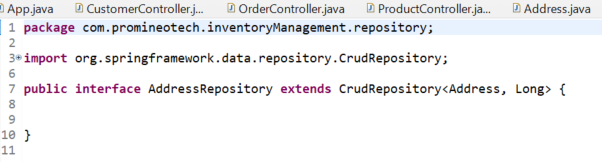 App.java CustomerController.j... OrderController.java ProductController.ja... Address.java
1 package com.promineotech.inventoryManagement.repository;
2
3 import org.springframework.data.repository.CrudRepository;
6
7 public interface AddressRepository extends CrudRepository<Address, Long> {
8
9
10 }
11